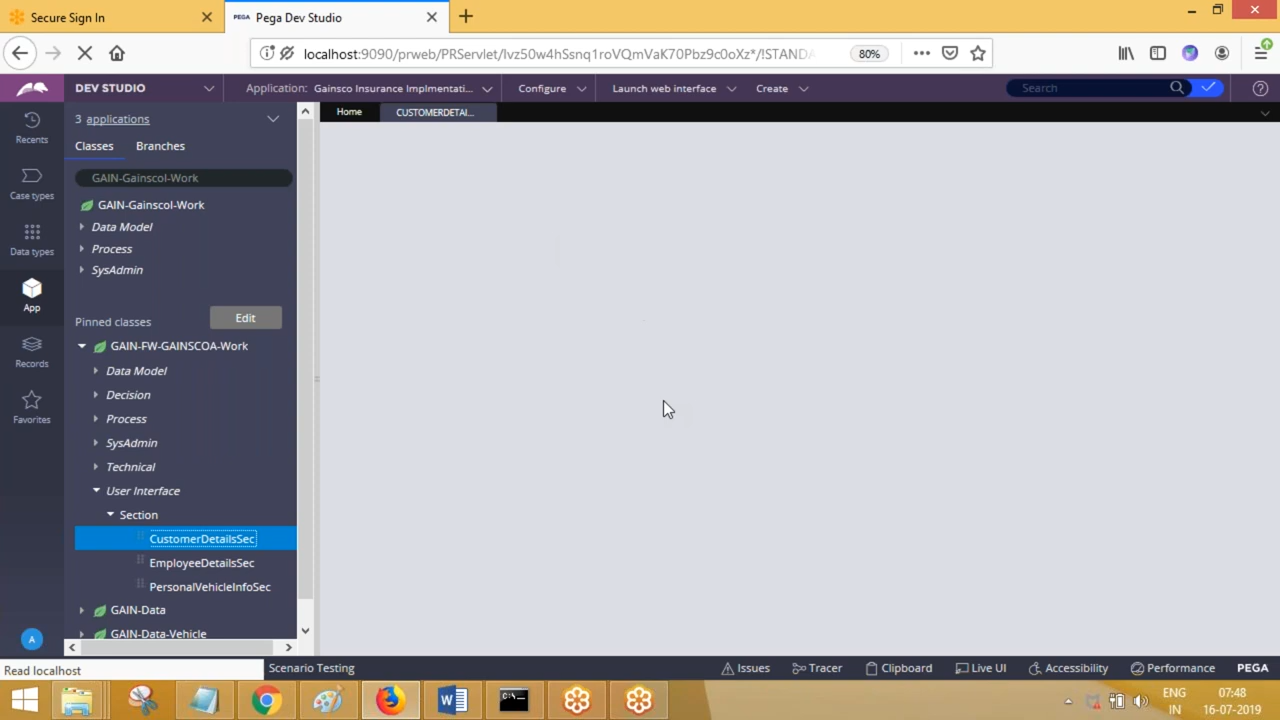 Secure Sign In
PEGA Pega Dev Studio
localhost:9090/prweb/PRServlet/Ivz50w4hSsnq1roVQmVaK70Pbz9c0oXz*/!STANDA
80%
DEV STUDIO
Application: Gainsco Insurance Implmentati...
Configure
Launch web interface
Create
Search
Recents
Case types
Data types
App
Records
Favorites
A
3 applications
Classes Branches
GAIN-Gainscol-Work
GAIN-Gainscol-Work
Data Model
Process
SysAdmin
Pinned classes
Edit
GAIN-FW-GAINSCOA-Work
Data Model
Decision
Process
SysAdmin
Technical
User Interface
Section
CustomerDetailsSec
EmployeeDetailsSec
PersonalVehicleInfoSec
GAIN-Data
GAIN-Data-Vehicle
Home
CUSTOMERDETAI...
Read localhost
Scenario Testing
Issues
Tracer
Clipboard
Live UI
Accessibility
Performance
PEGA
ENG
IN
07:48
16-07-2019